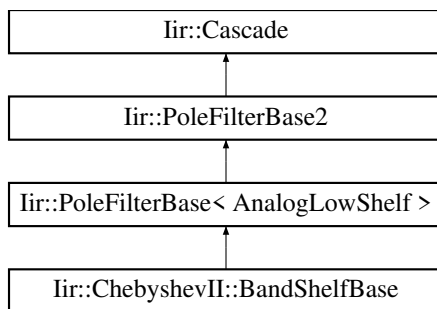 Iir::Cascade
Iir::PoleFilterBase2
Iir::PoleFilterBase< AnalogLowShelf >
Iir::ChebyshevII::BandShelfBase